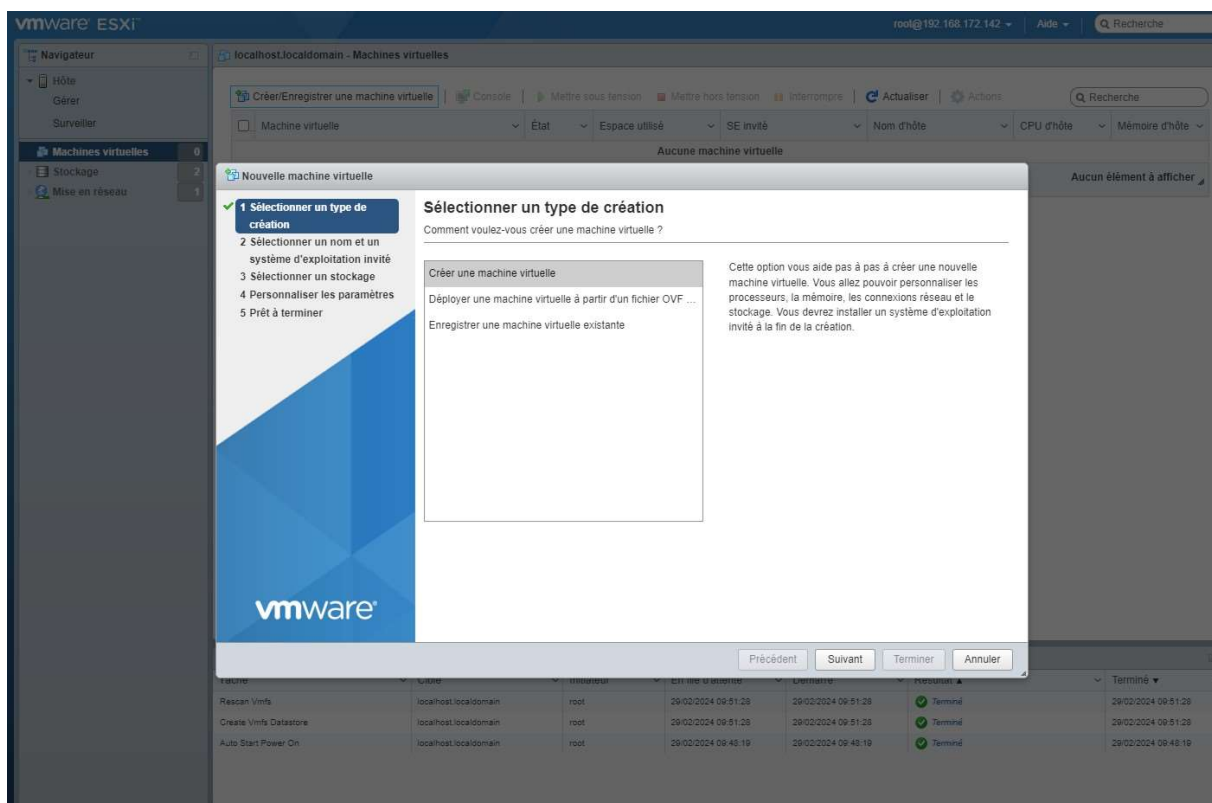 vmware ESXi
root@192.168.172.142
Aide
Recherche
Navigateur
localhost.localdomain - Machines virtuelles
Hôte
Gérer
Surveiller
Machines virtuelles 0
Stockage 2
Mise en réseau 1
Créer/Enregistrer une machine virtuelle
Console
Mettre sous tension
Mettre hors tension
Interrompre
Actualiser
Actions
Recherche
Machine virtuelle
État
Espace utilisé
SE invité
Nom d'hôte
CPU d'hôte
Mémoire d'hôte
Aucune machine virtuelle
Aucun élément à afficher
Nouvelle machine virtuelle
1 Sélectionner un type de
création
2 Sélectionner un nom et un
système d'exploitation invité
3 Sélectionner un stockage
4 Personnaliser les paramètres
5 Prêt à terminer
vmware
Sélectionner un type de création
Comment voulez-vous créer une machine virtuelle ?
Créer une machine virtuelle
Déployer une machine virtuelle à partir d'un fichier OVF ...
Enregistrer une machine virtuelle existante
Cette option vous aide pas à pas à créer une nouvelle
machine virtuelle. Vous allez pouvoir personnaliser les
processeurs, la mémoire, les connexions réseau et le
stockage. Vous devrez installer un système d'exploitation
invité à la fin de la création.
Précédent
Suivant
Terminer
Annuler
Tâche
Cible
Initiateur
En file d'attente
Démarré
Résultat
Terminé
Rescan Vmfs localhost.localdomain root 29/02/2024 09:51:28 29/02/2024 09:51:28 Terminé 29/02/2024 09:51:28
Create Vmfs Datastore localhost.localdomain root 29/02/2024 09:51:28 29/02/2024 09:51:28 Terminé 29/02/2024 09:51:28
Auto Start Power On localhost.localdomain root 29/02/2024 09:48:19 29/02/2024 09:48:19 Terminé 29/02/2024 09:48:19